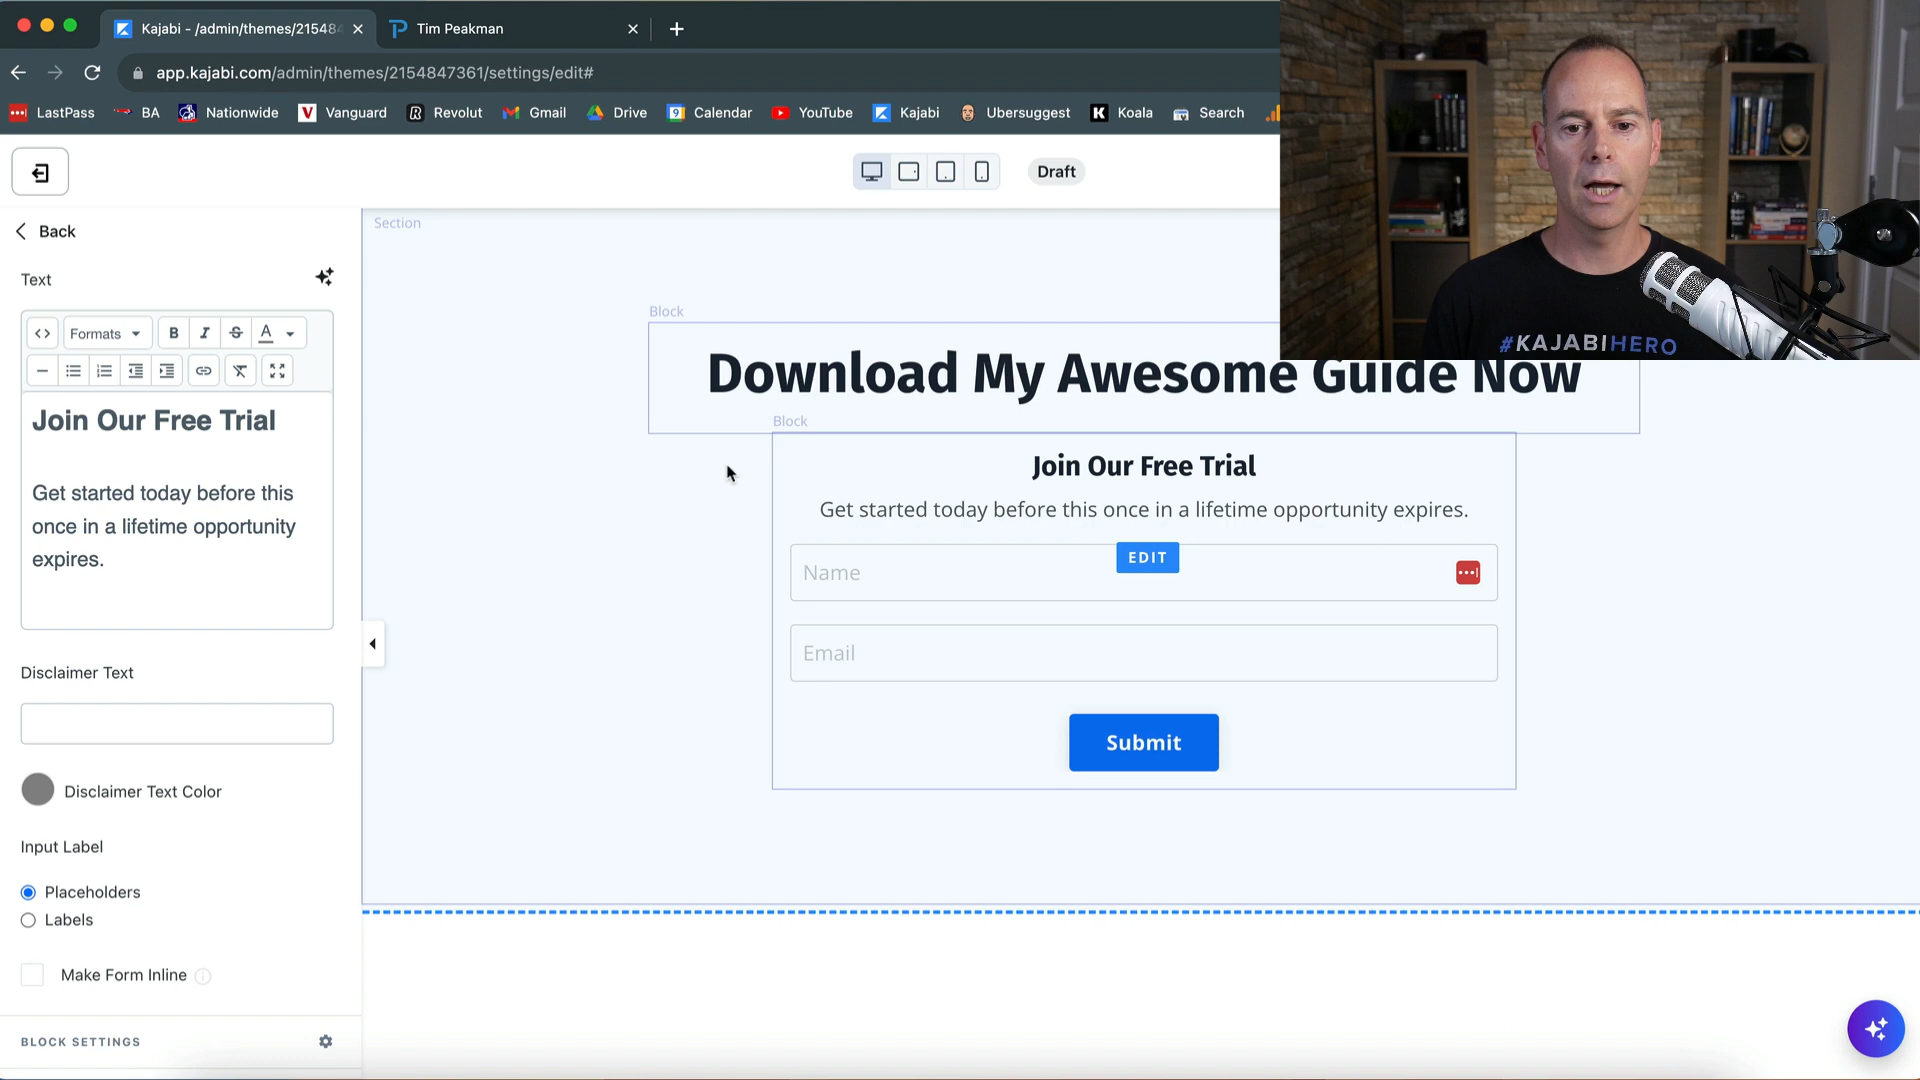 Kajabi - /admin/themes/21548
Tim Peakman
app.kajabi.com/admin/themes/2154847361/settings/edit#
LastPass
BA
Nationwide
Vanguard
Revolut
Gmail
Drive
Calendar
YouTube
Kajabi
Ubersuggest
Koala
Search
Draft
#KAJABIHERO
Back
Text
Formats
B
I
S
A
Join Our Free Trial
Get started today before this
once in a lifetime opportunity
expires.
Disclaimer Text
Disclaimer Text Color
Input Label
Placeholders
Labels
Make Form Inline
BLOCK SETTINGS
Section
Block
Download My Awesome Guide Now
Block
Join Our Free Trial
Get started today before this once in a lifetime opportunity expires.
EDIT
Name
Email
Submit